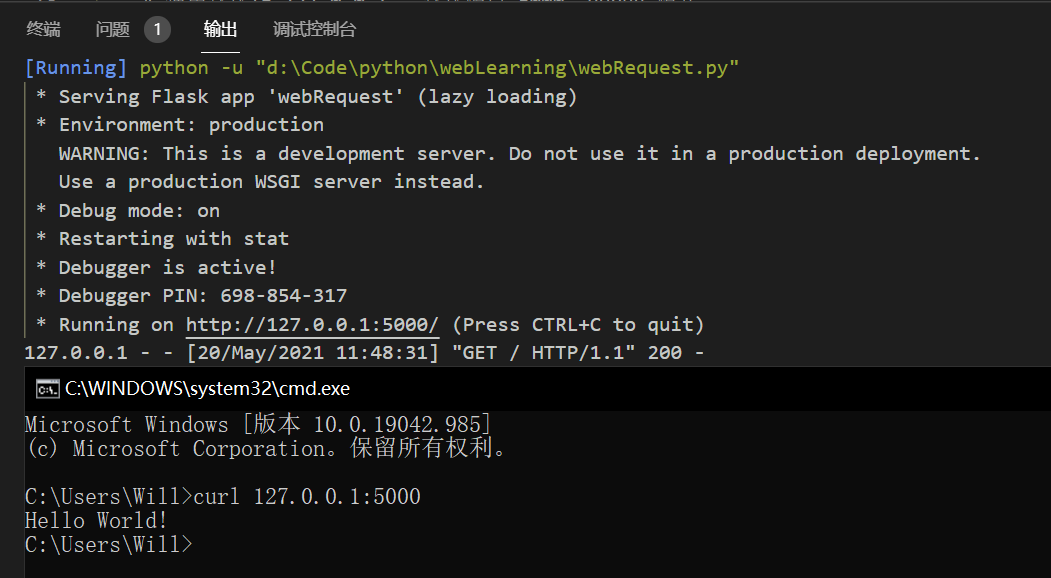 终端 问题 1 输出 调试控制台
[Running] python -u "d:\Code\python\webLearning\webRequest.py"
* Serving Flask app 'webRequest' (lazy loading)
* Environment: production
WARNING: This is a development server. Do not use it in a production deployment.
Use a production WSGI server instead.
* Debug mode: on
* Restarting with stat
* Debugger is active!
* Debugger PIN: 698-854-317
* Running on http://127.0.0.1:5000/ (Press CTRL+C to quit)
127.0.0.1 - - [20/May/2021 11:48:31] "GET / HTTP/1.1" 200 -
C:\WINDOWS\system32\cmd.exe
Microsoft Windows [版本 10.0.19042.985]
(c) Microsoft Corporation。保留所有权利。
C:\Users\Will>curl 127.0.0.1:5000
Hello World!
C:\Users\Will>